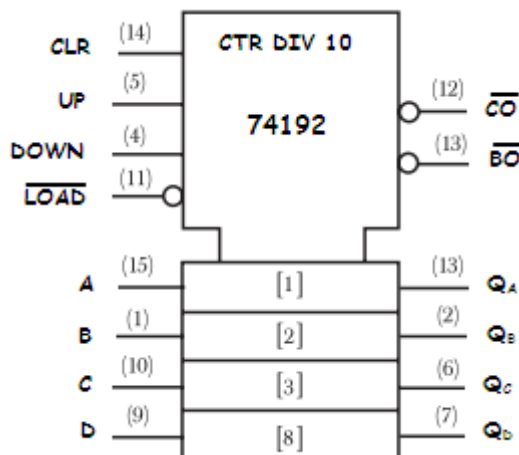 CTR DIV 10
74192
CLR (14)
UP (5)
DOWN (4)
LOAD (11)
(12) CO
(13) BO
A (15) [1] (13) QA
B (1) [2] (2) QB
C (10) [3] (6) QC
D (9) [8] (7) QD